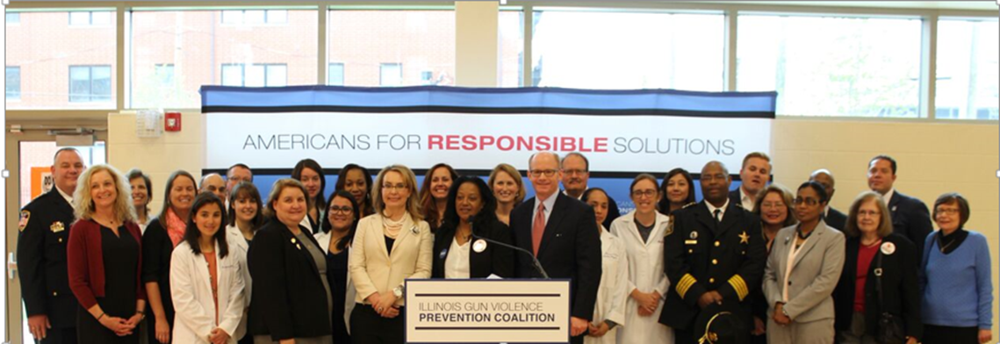 AMERICANS FOR RESPONSIBLE SOLUTIONS
ILLINOIS GUN VIOLENCE
PREVENTION COALITION